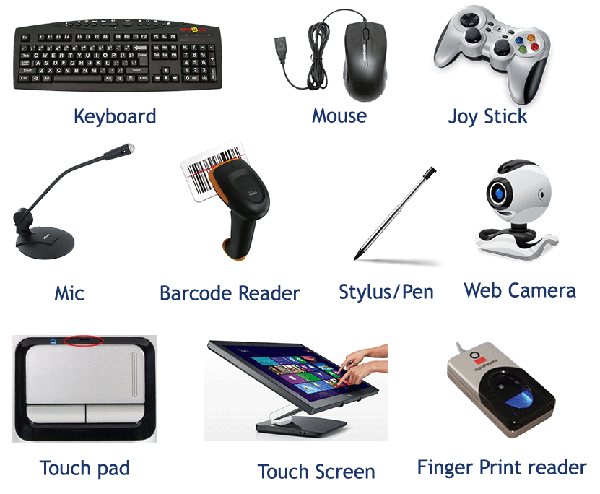 Keyboard
Mouse
Joy Stick
Mic
Barcode Reader
Stylus/Pen
Web Camera
Touch pad
Touch Screen
Finger Print reader